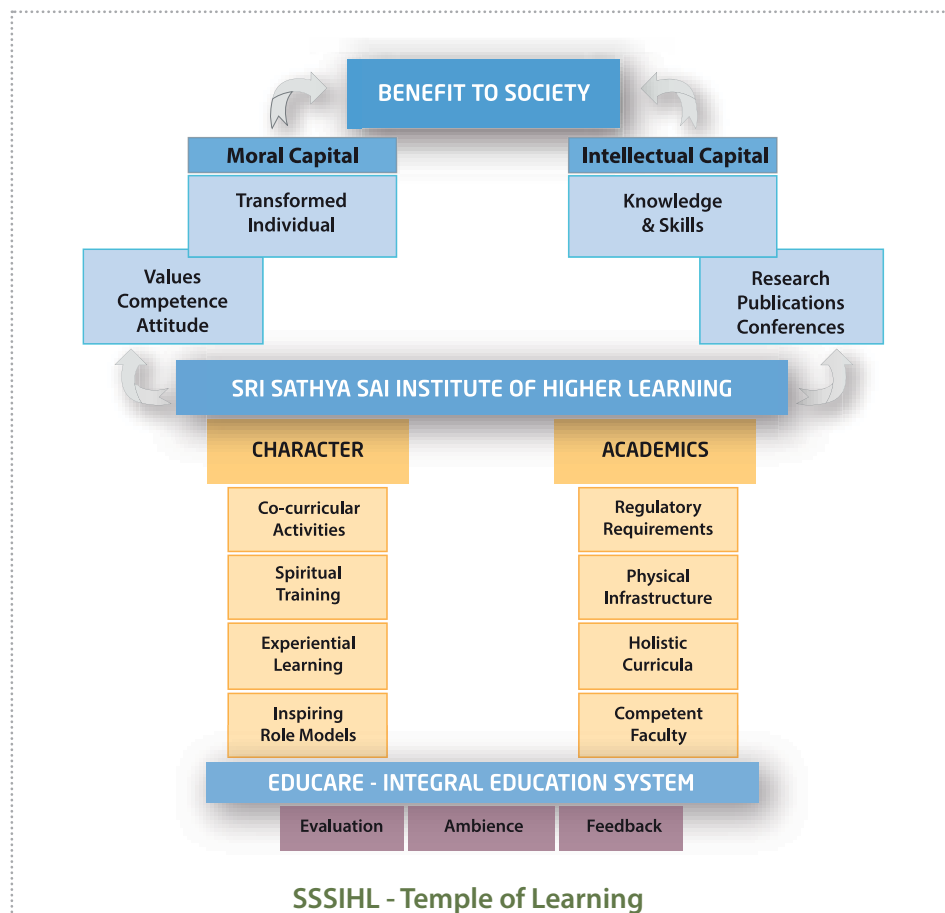 BENEFIT TO SOCIETY
Moral Capital
Intellectual Capital
Transformed
Individual
Knowledge
& Skills
Values
Competence
Attitude
Research
Publications
Conferences
SRI SATHYA SAI INSTITUTE OF HIGHER LEARNING
CHARACTER
ACADEMICS
Co-curricular
Activities
Regulatory
Requirements
Spiritual
Training
Physical
Infrastructure
Experiential
Learning
Holistic
Curricula
Inspiring
Role Models
Competent
Faculty
EDUCARE - INTEGRAL EDUCATION SYSTEM
Evaluation
Ambience
Feedback
SSSIHL - Temple of Learning